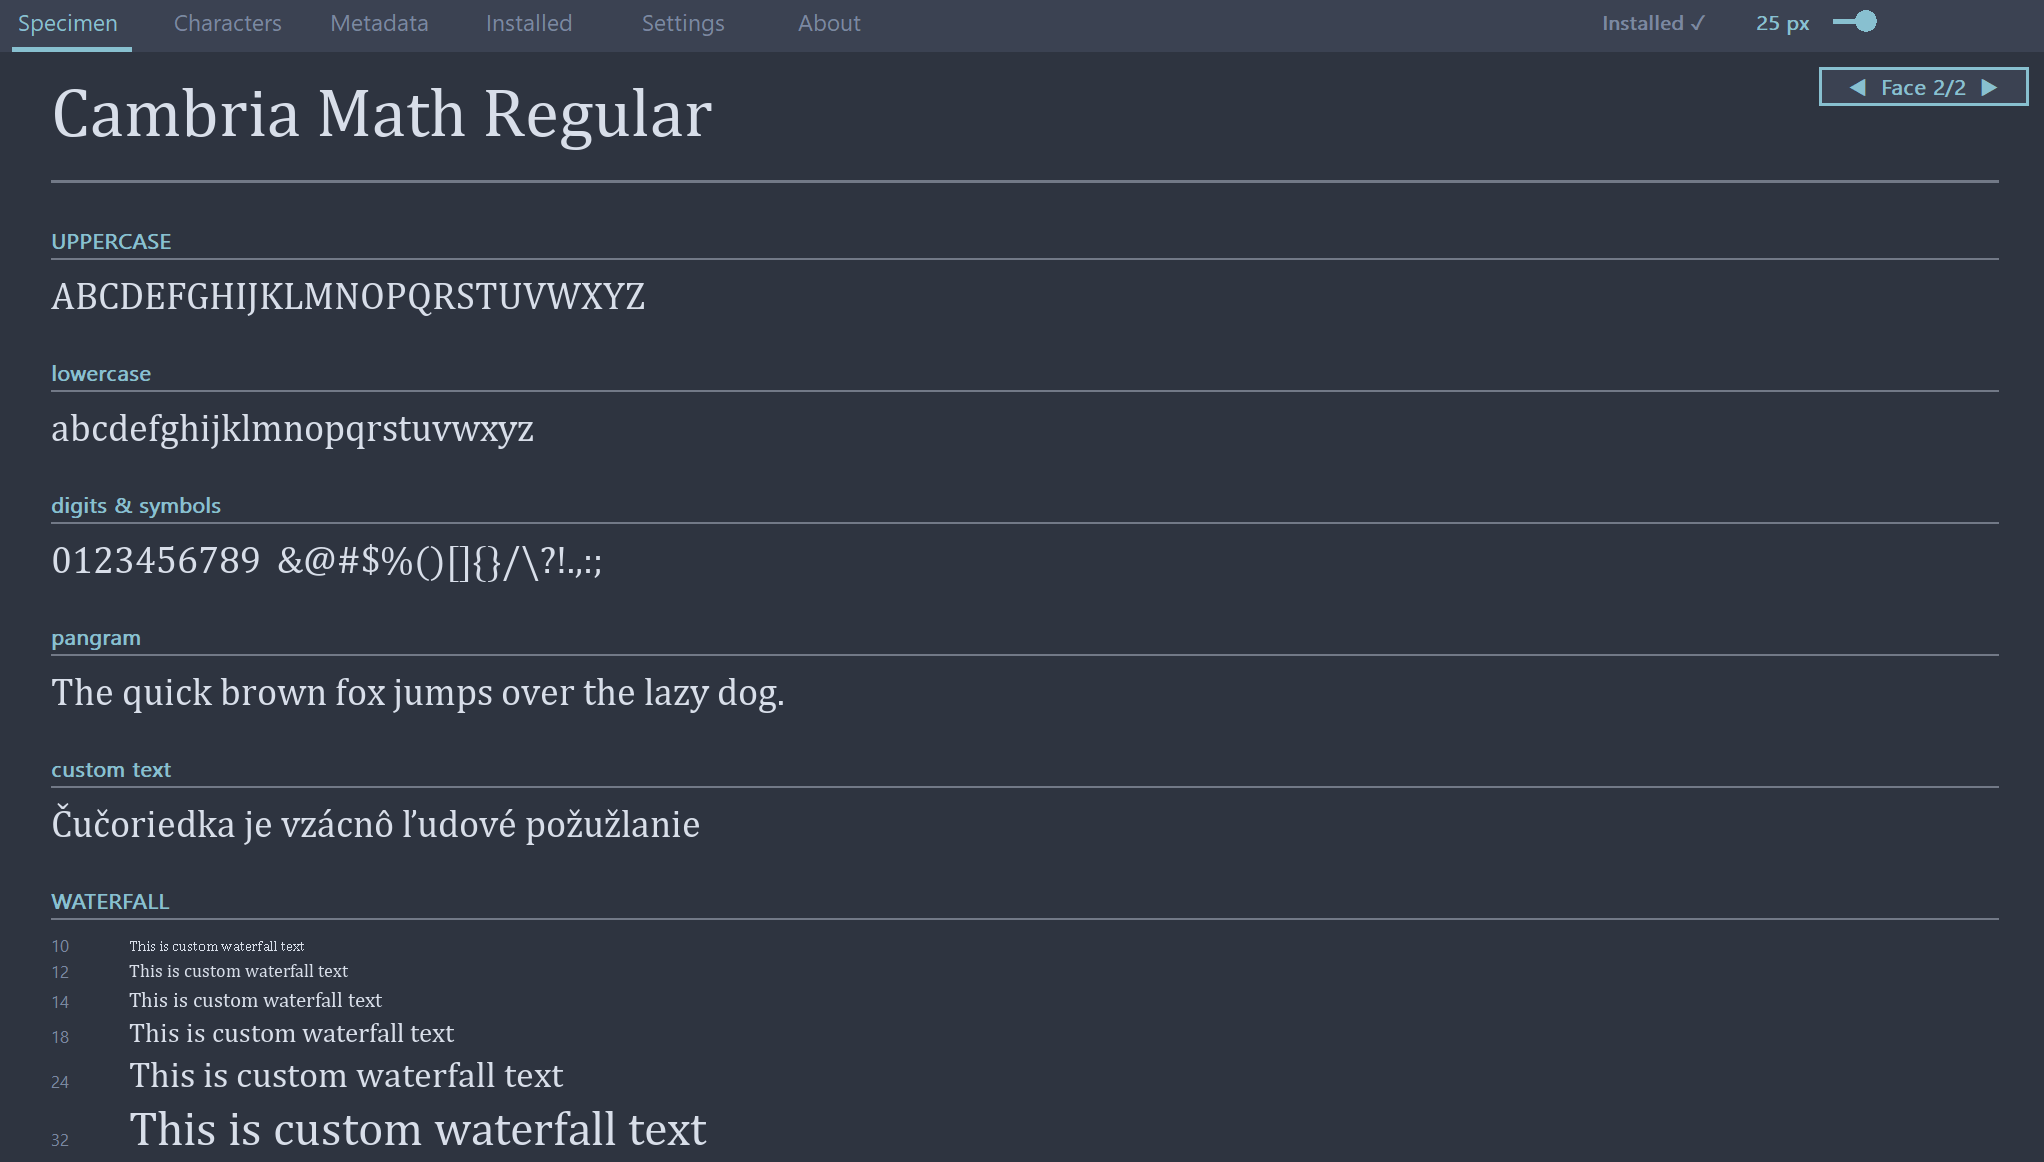 Specimen Characters Metadata Installed Settings About Installed ✓ 25 px
◀ Face 2/2 ▶
Cambria Math Regular
UPPERCASE
ABCDEFGHIJKLMNOPQRSTUVWXYZ
lowercase
abcdefghijklmnopqrstuvwxyz
digits & symbols
0123456789 &@#$%()[]{}/\?!.,:;
pangram
The quick brown fox jumps over the lazy dog.
custom text
Čučoriedka je vzácnô ľudové požužlanie
WATERFALL
10 This is custom waterfall text
12 This is custom waterfall text
14 This is custom waterfall text
18 This is custom waterfall text
24 This is custom waterfall text
32 This is custom waterfall text